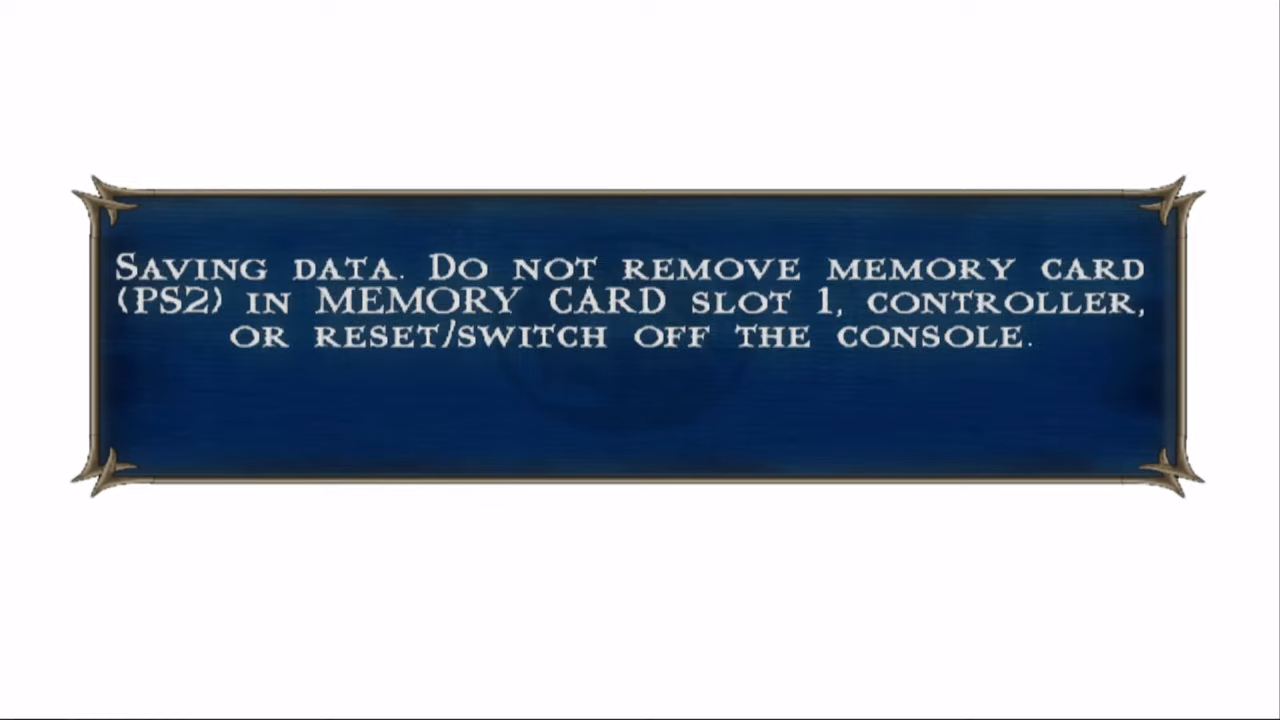 Saving data. Do not remove memory card
(PS2) in MEMORY CARD slot 1, controller,
or reset/switch off the console.